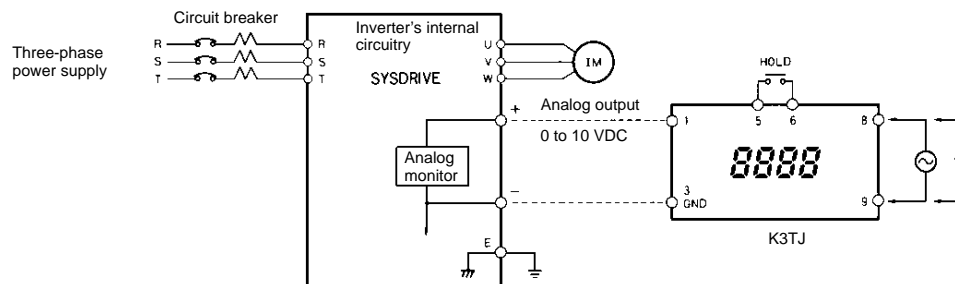 Circuit breaker
Three-phase
power supply
R
S
T
R
S
T
Inverter's internal
circuitry
SYSDRIVE
U
V
W
IM
Analog
monitor
+
−
E
Analog output
0 to 10 VDC
HOLD
5
6
1
8
8888
3
GND
9
K3TJ